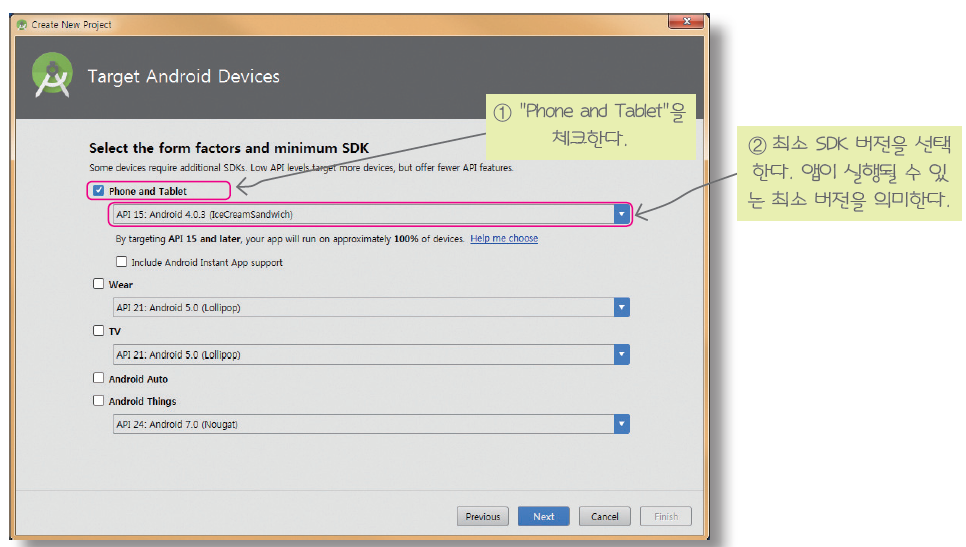 Create New Project
Target Android Devices
① "Phone and Tablet"을
체크한다.
② 최소 SDK 버전을 선택
한다. 앱이 실행될 수 있
는 최소 버전을 의미한다.
Select the form factors and minimum SDK
Some devices require additional SDKs. Low API levels target more devices, but offer fewer API features.
Phone and Tablet
API 15: Android 4.0.3 (IceCreamSandwich)
By targeting API 15 and later, your app will run on approximately 100% of devices. Help me choose
Include Android Instant App support
Wear
API 21: Android 5.0 (Lollipop)
TV
API 21: Android 5.0 (Lollipop)
Android Auto
Android Things
API 24: Android 7.0 (Nougat)
Previous Next Cancel Finish